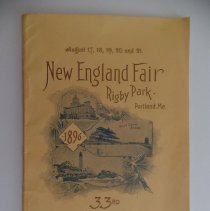 August 17, 18, 19, 20 and 21.
New England Fair
Rigby Park.
Portland, Me.
1896
33RD